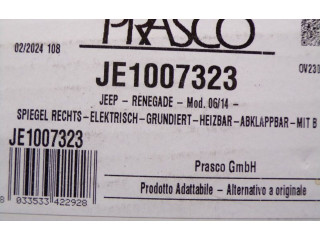 PRASCO
02/2024 108
OV230
JE1007323
JEEP - RENEGADE - Mod. 06/14 -
SPIEGEL RECHTS-ELEKTRISCH-GRUNDIERT-HEIZBAR-ABKLAPPBAR-MIT B
JE1007323
Prasco GmbH
Prodotto Adattabile - Alternativo a originale
8 033533 422928